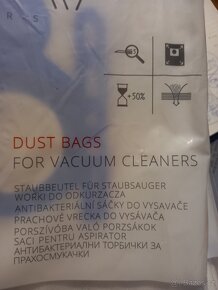 R - S
+50%
DUST BAGS
FOR VACUUM CLEANERS
STAUBBEUTEL FÜR STAUBSAUGER
WORKI DO ODKURZACZA
ANTIBAKTERIÁLNÍ SÁČKY DO VYSAVAČE
PRACHOVÉ VRECKÁ DO VYSÁVAČA
PORSZÍVÓBA VALÓ PORZSÁKOK
SACI PENTRU ASPIRATOR
АНТИБАКТЕРИАЛНИ ТОРБИЧКИ ЗА
ПРАХОСМУКАЧКИ